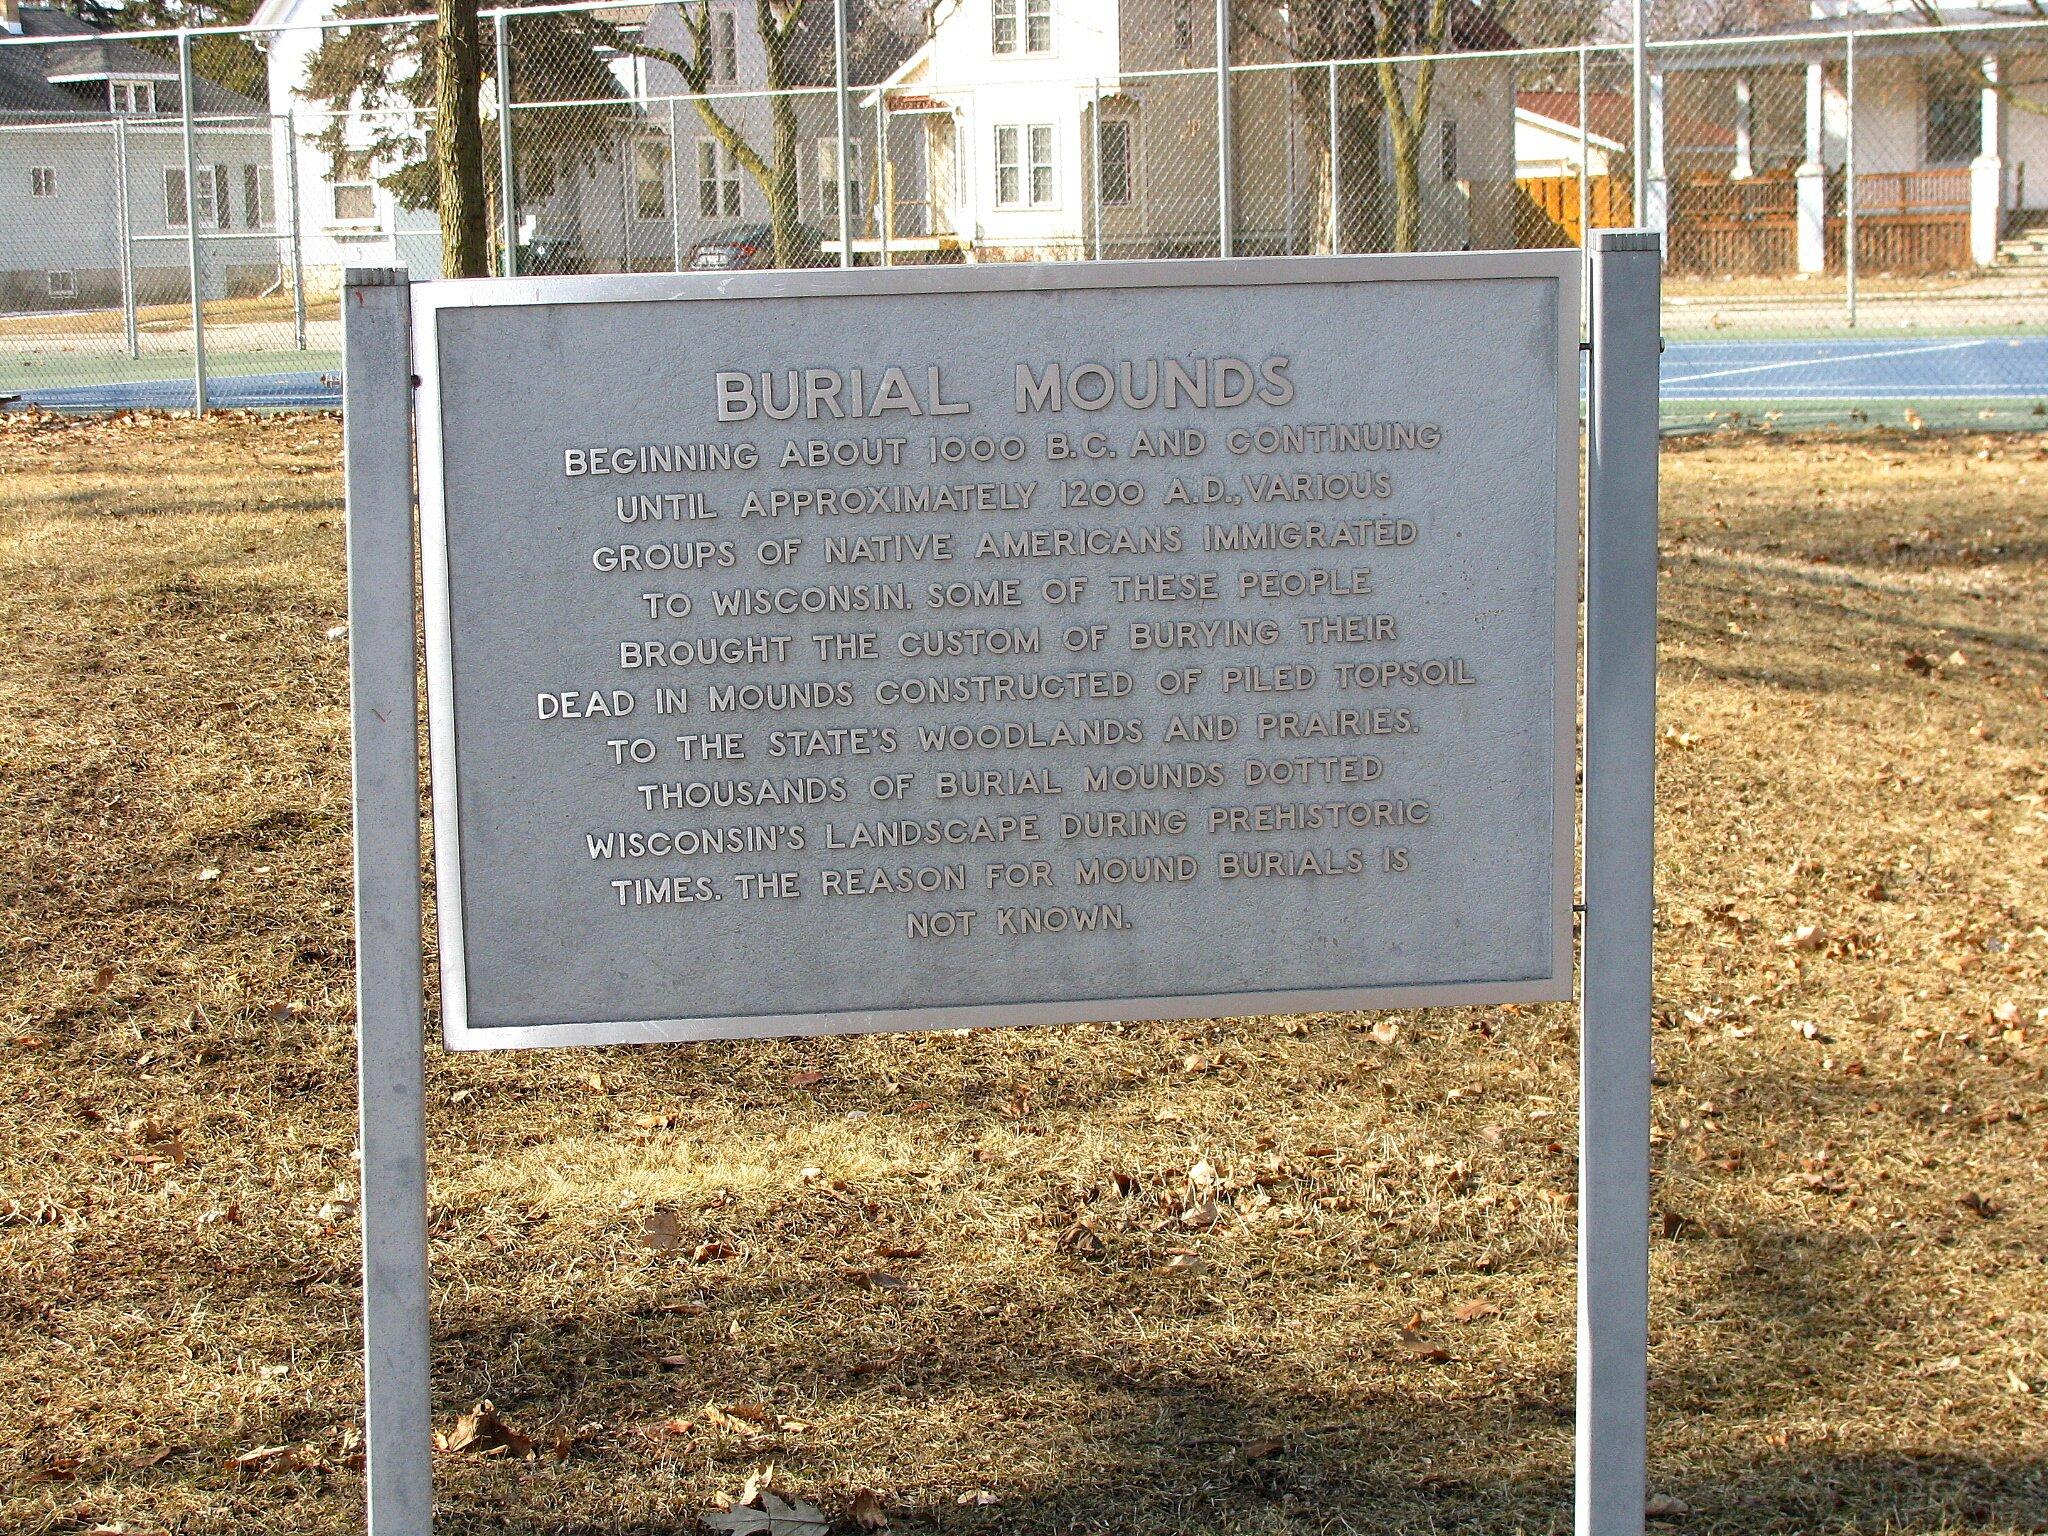 BURIAL MOUNDS
BEGINNING ABOUT 1000 B.C. AND CONTINUING
UNTIL APPROXIMATELY 1200 A.D., VARIOUS
GROUPS OF NATIVE AMERICANS IMMIGRATED
TO WISCONSIN. SOME OF THESE PEOPLE
BROUGHT THE CUSTOM OF BURYING THEIR
DEAD IN MOUNDS CONSTRUCTED OF PILED TOPSOIL
TO THE STATE'S WOODLANDS AND PRAIRIES.
THOUSANDS OF BURIAL MOUNDS DOTTED
WISCONSIN'S LANDSCAPE DURING PREHISTORIC
TIMES. THE REASON FOR MOUND BURIALS IS
NOT KNOWN.